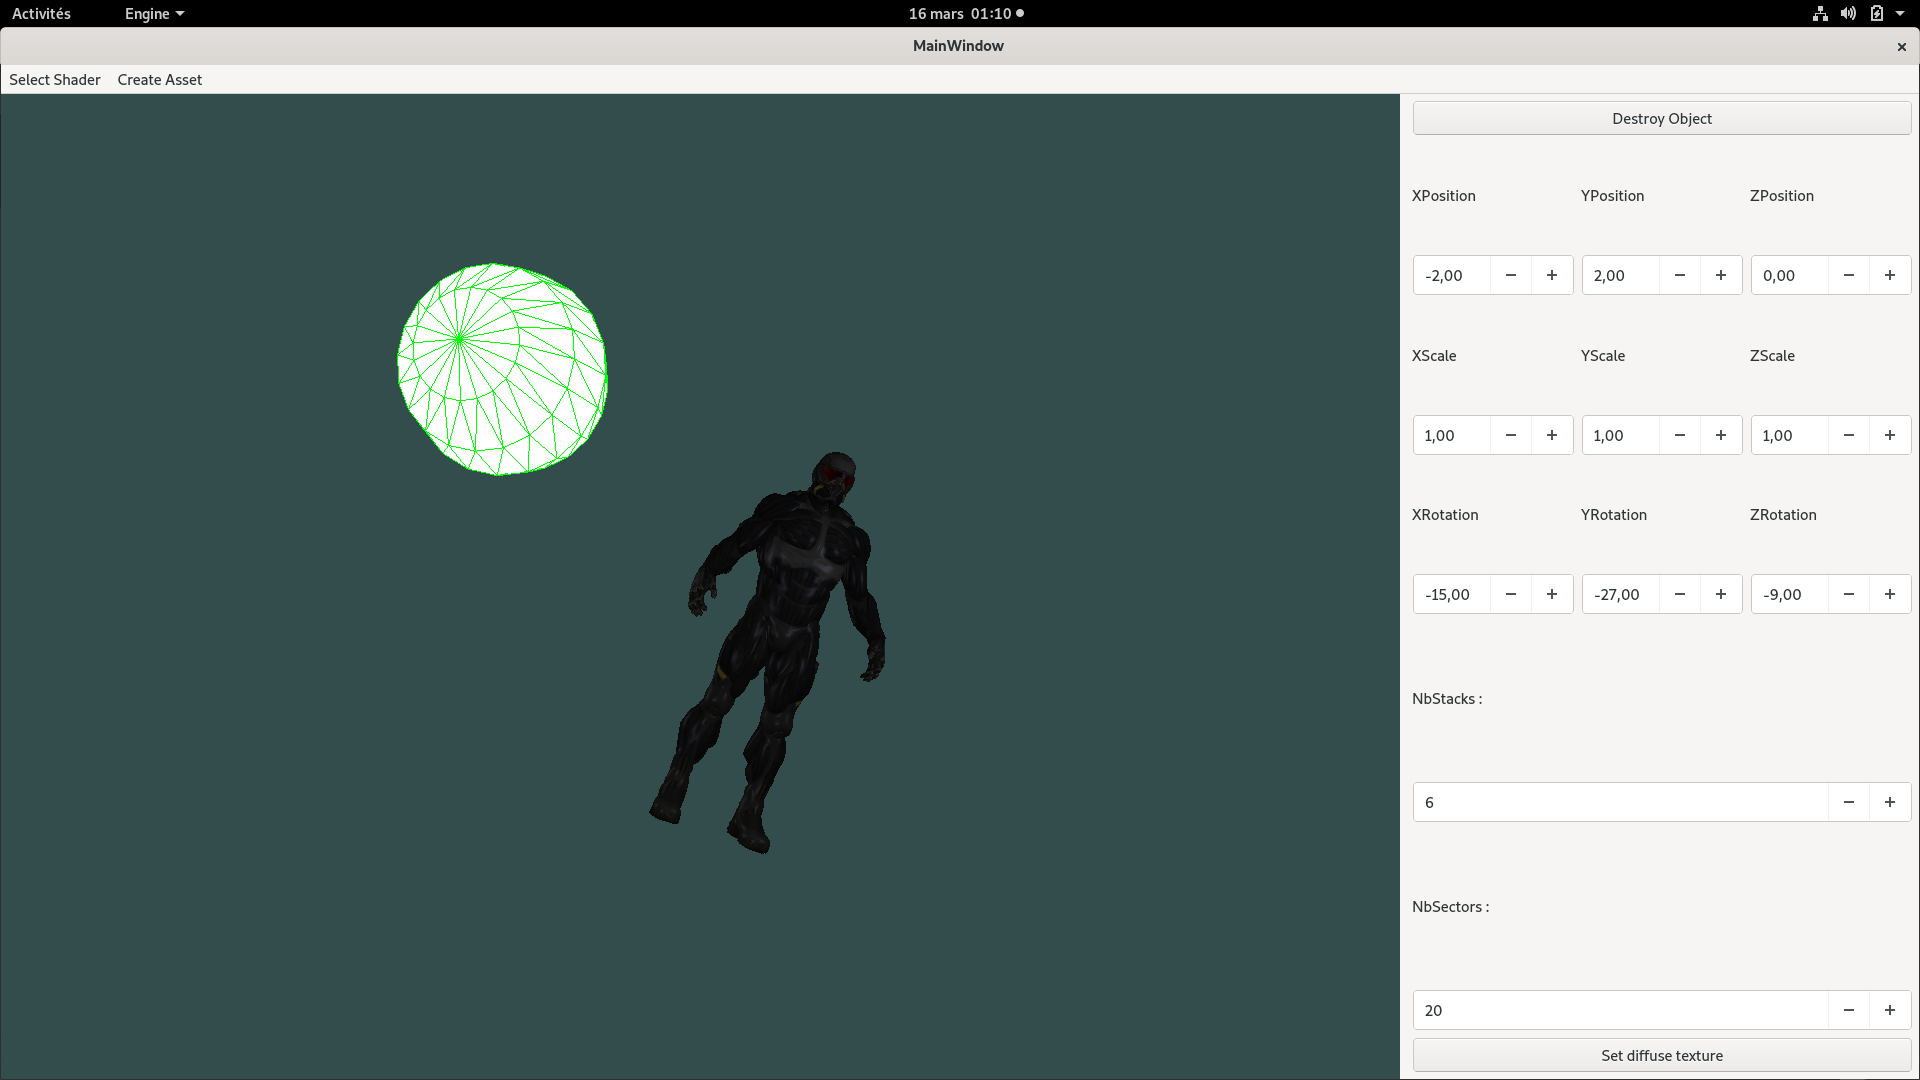 Activités Engine 16 mars 01:10
MainWindow ×
Select Shader Create Asset
Destroy Object
XPosition YPosition ZPosition
-2,00 − + 2,00 − + 0,00 − +
XScale YScale ZScale
1,00 − + 1,00 − + 1,00 − +
XRotation YRotation ZRotation
-15,00 − + -27,00 − + -9,00 − +
NbStacks :
6 − +
NbSectors :
20 − +
Set diffuse texture